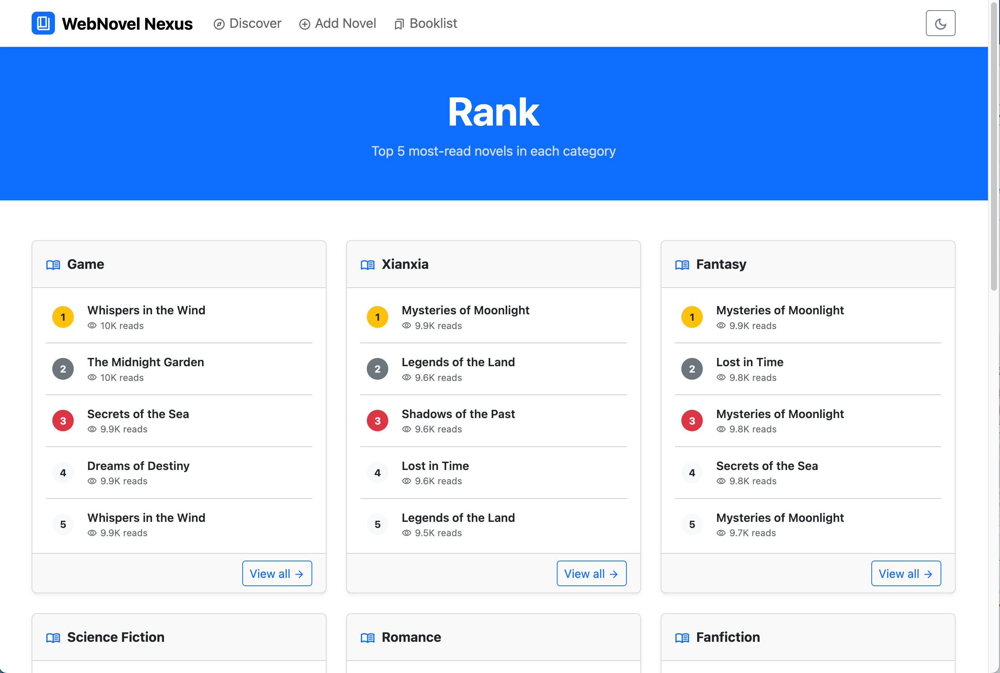 WebNovel Nexus Discover Add Novel Booklist
Rank
Top 5 most-read novels in each category
Game
1 Whispers in the Wind
10K reads
2 The Midnight Garden
10K reads
3 Secrets of the Sea
9.9K reads
4 Dreams of Destiny
9.9K reads
5 Whispers in the Wind
9.9K reads
View all →
Xianxia
1 Mysteries of Moonlight
9.9K reads
2 Legends of the Land
9.6K reads
3 Shadows of the Past
9.6K reads
4 Lost in Time
9.6K reads
5 Legends of the Land
9.5K reads
View all →
Fantasy
1 Mysteries of Moonlight
9.9K reads
2 Lost in Time
9.8K reads
3 Mysteries of Moonlight
9.8K reads
4 Secrets of the Sea
9.8K reads
5 Mysteries of Moonlight
9.7K reads
View all →
Science Fiction
Romance
Fanfiction